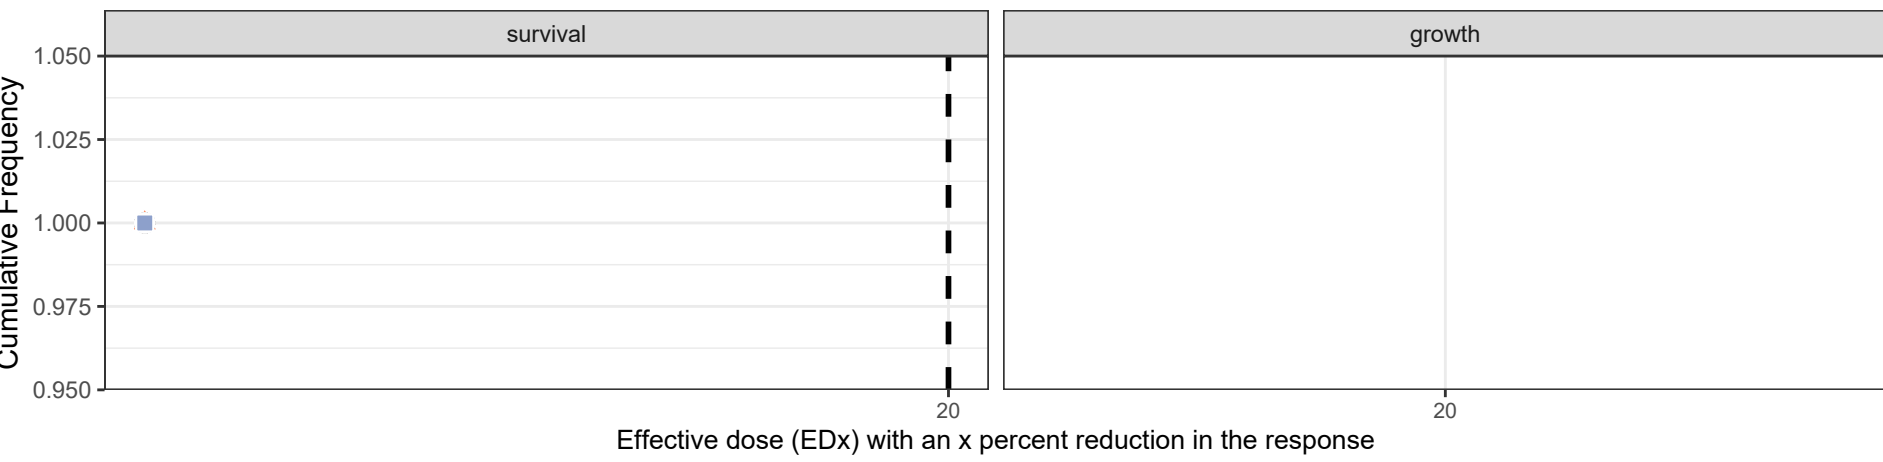 survival
growth
1.050
1.025
1.000
0.975
0.950
Cumulative Frequency
20
20
Effective dose (EDx) with an x percent reduction in the response